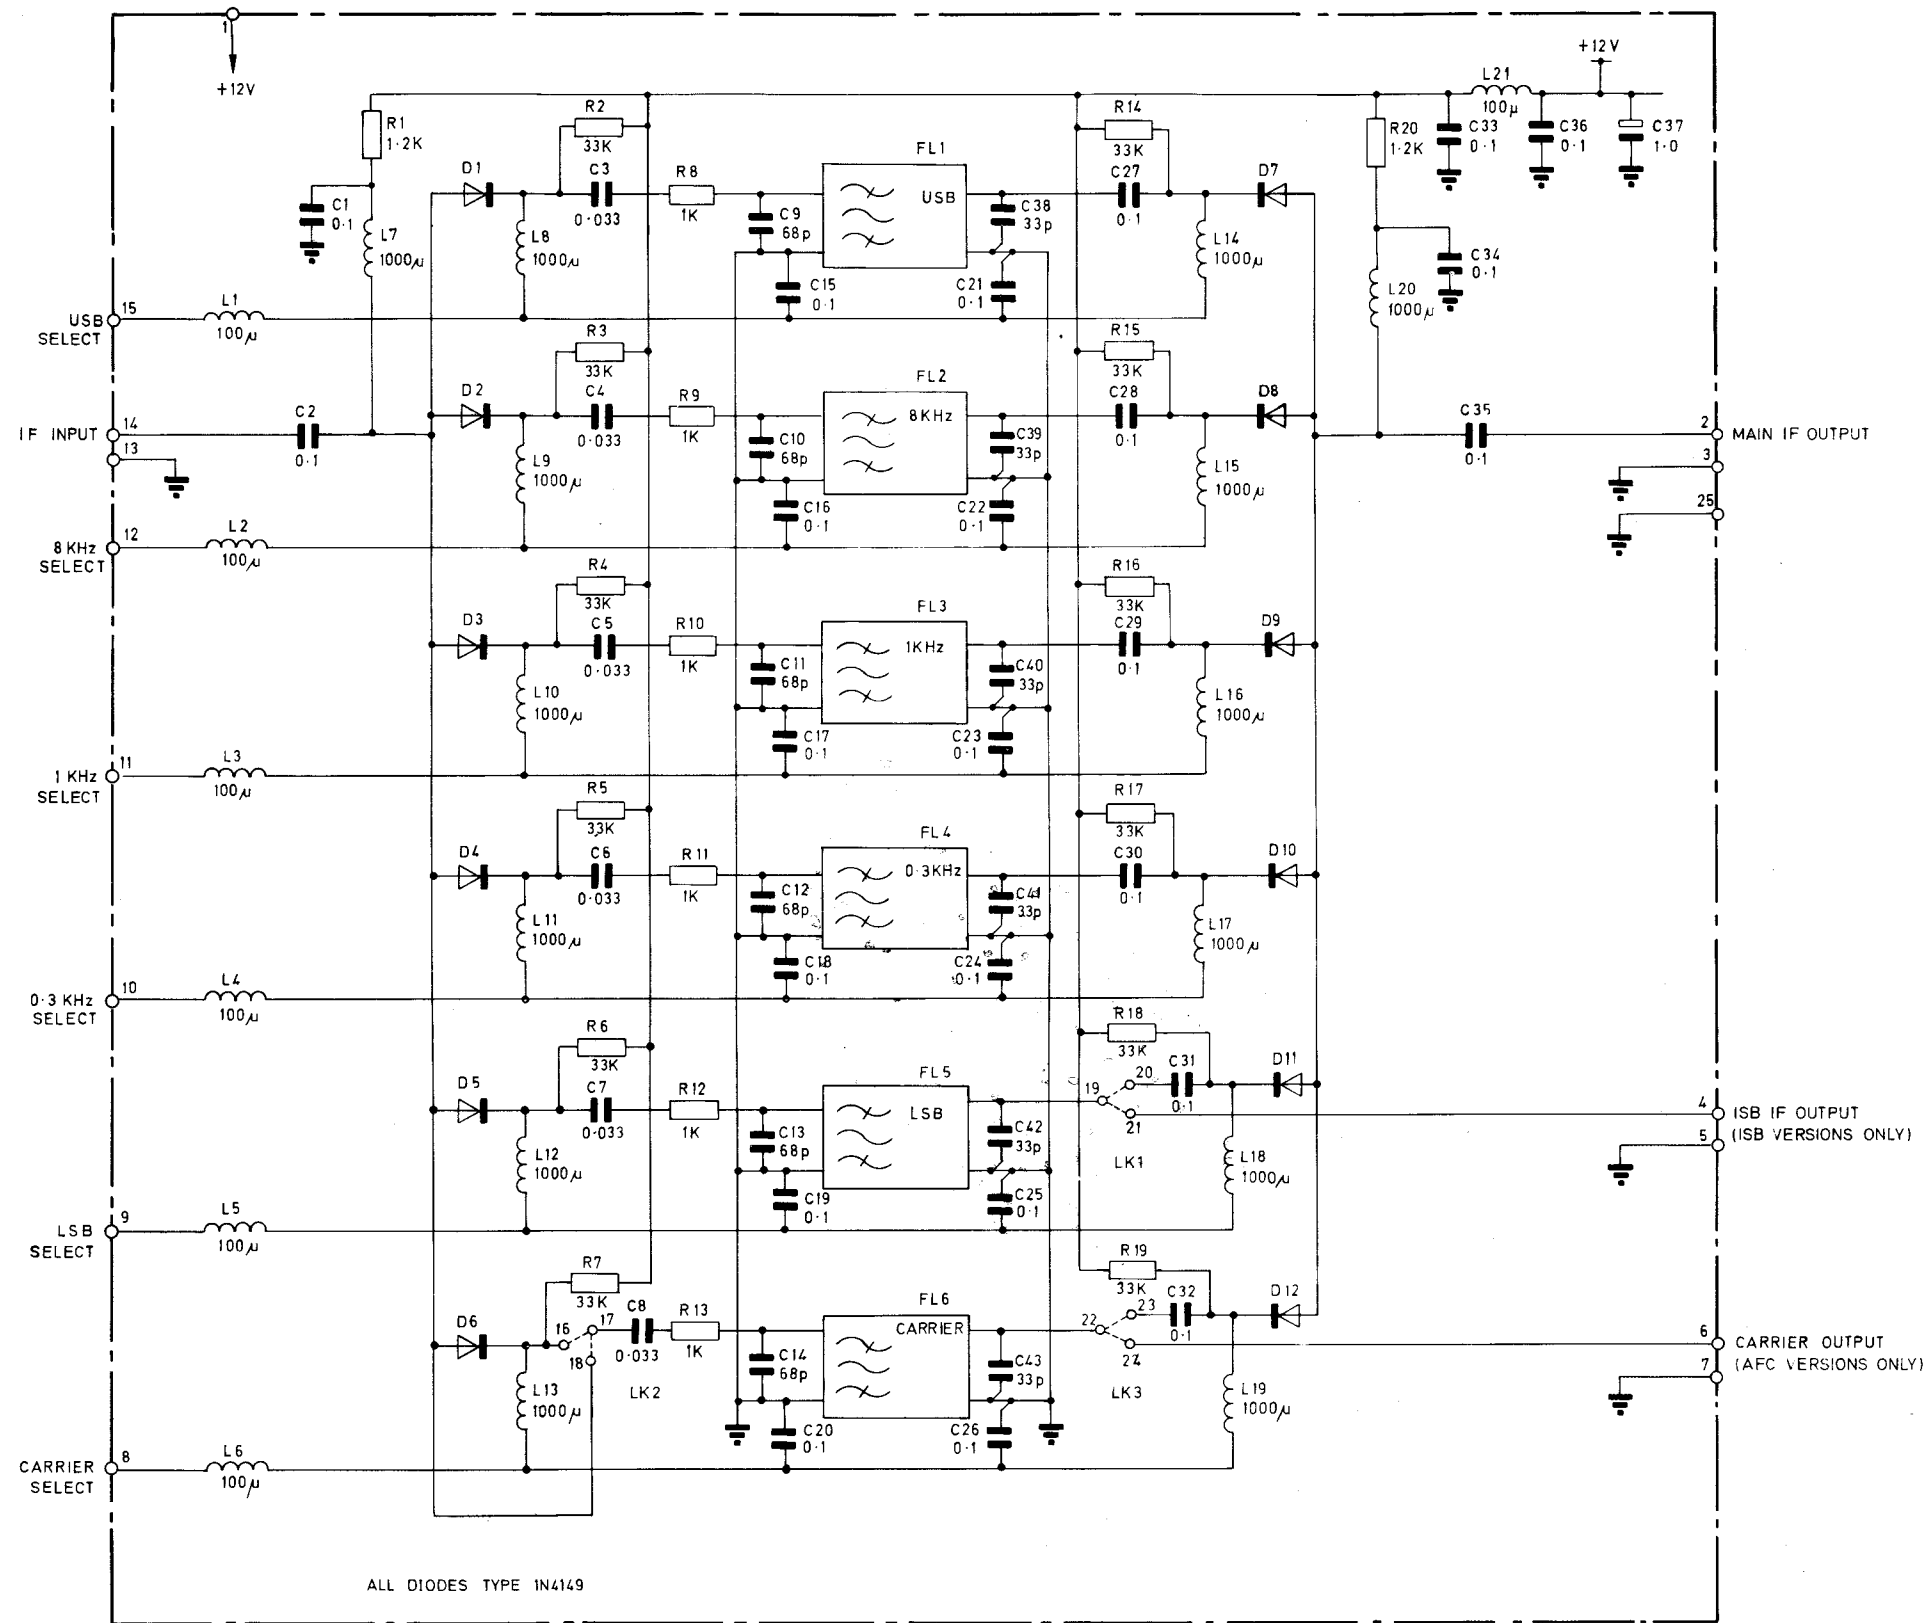 1
+12V
+12V
L21
100μ
R1
1·2K
R2
33K
R14
33K
R20
1·2K
C33
0·1
C36
0·1
C37
1·0
C1
0·1
L7
1000μ
D1
C3
0·033
R8
1K
FL1
USB
C9
68p
C38
33p
C27
0·1
D7
L8
1000μ
C15
0·1
C21
0·1
L14
1000μ
C34
0·1
L20
1000μ
15
USB
SELECT
L1
100μ
R3
33K
R15
33K
D2
C4
0·033
R9
1K
FL2
8KHz
C10
68p
C39
33p
C28
0·1
D8
IF INPUT
14
13
C2
0·1
C35
0·1
2
MAIN IF OUTPUT
3
25
L9
1000μ
C16
0·1
C22
0·1
L15
1000μ
12
8KHz
SELECT
L2
100μ
R4
33K
R16
33K
D3
C5
0·033
R10
1K
FL3
1KHz
C11
68p
C40
33p
C29
0·1
D9
L10
1000μ
C17
0·1
C23
0·1
L16
1000μ
11
1 KHz
SELECT
L3
100μ
R5
33K
R17
33K
D4
C6
0·033
R11
1K
FL4
0·3KHz
C12
68p
C41
33p
C30
0·1
D10
L11
1000μ
C18
0·1
C24
0·1
L17
1000μ
10
0·3 KHz
SELECT
L4
100μ
R6
33K
R18
33K
D5
C7
0·033
R12
1K
FL5
LSB
C13
68p
C42
33p
19
20
21
LK1
C31
0·1
D11
4
ISB IF OUTPUT
(ISB VERSIONS ONLY)
5
L12
1000μ
C19
0·1
C25
0·1
L18
1000μ
9
LSB
SELECT
L5
100μ
R7
33K
R19
33K
D6
16
17
18
LK2
C8
0·033
R13
1K
FL6
CARRIER
C14
68p
C43
33p
22
23
24
LK3
C32
0·1
D12
6
CARRIER OUTPUT
(AFC VERSIONS ONLY)
7
L13
1000μ
C20
0·1
C26
0·1
L19
1000μ
8
CARRIER
SELECT
L6
100μ
ALL DIODES TYPE 1N4149